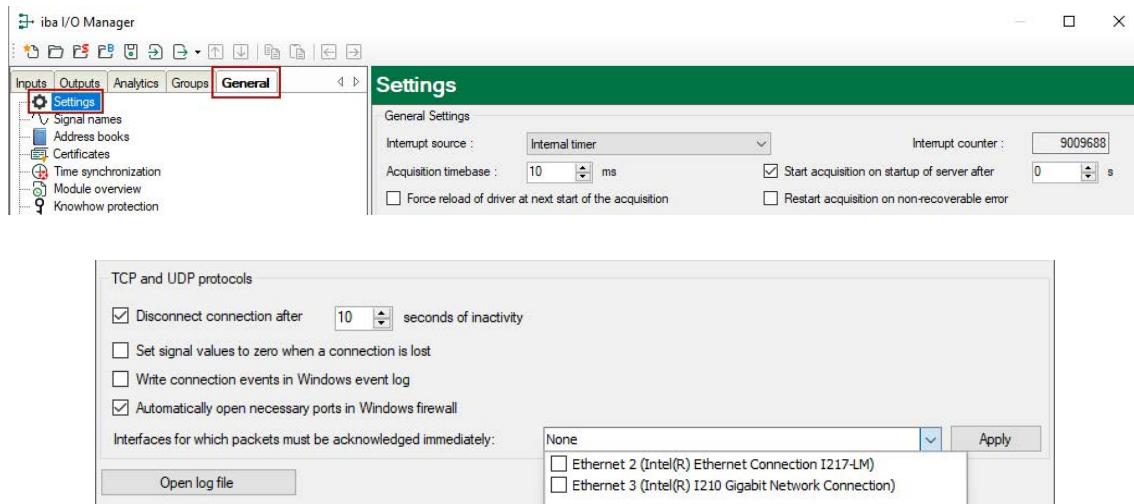 iba I/O Manager
Inputs Outputs Analytics Groups General
Settings
Signal names
Address books
Certificates
Time synchronization
Module overview
Knowhow protection
Settings
General Settings
Interrupt source : Internal timer Interrupt counter : 9009688
Acquisition timebase : 10 ms Start acquisition on startup of server after 0 s
Force reload of driver at next start of the acquisition Restart acquisition on non-recoverable error
TCP and UDP protocols
Disconnect connection after 10 seconds of inactivity
Set signal values to zero when a connection is lost
Write connection events in Windows event log
Automatically open necessary ports in Windows firewall
Interfaces for which packets must be acknowledged immediately: None Apply
Ethernet 2 (Intel(R) Ethernet Connection I217-LM)
Ethernet 3 (Intel(R) I210 Gigabit Network Connection)
Open log file